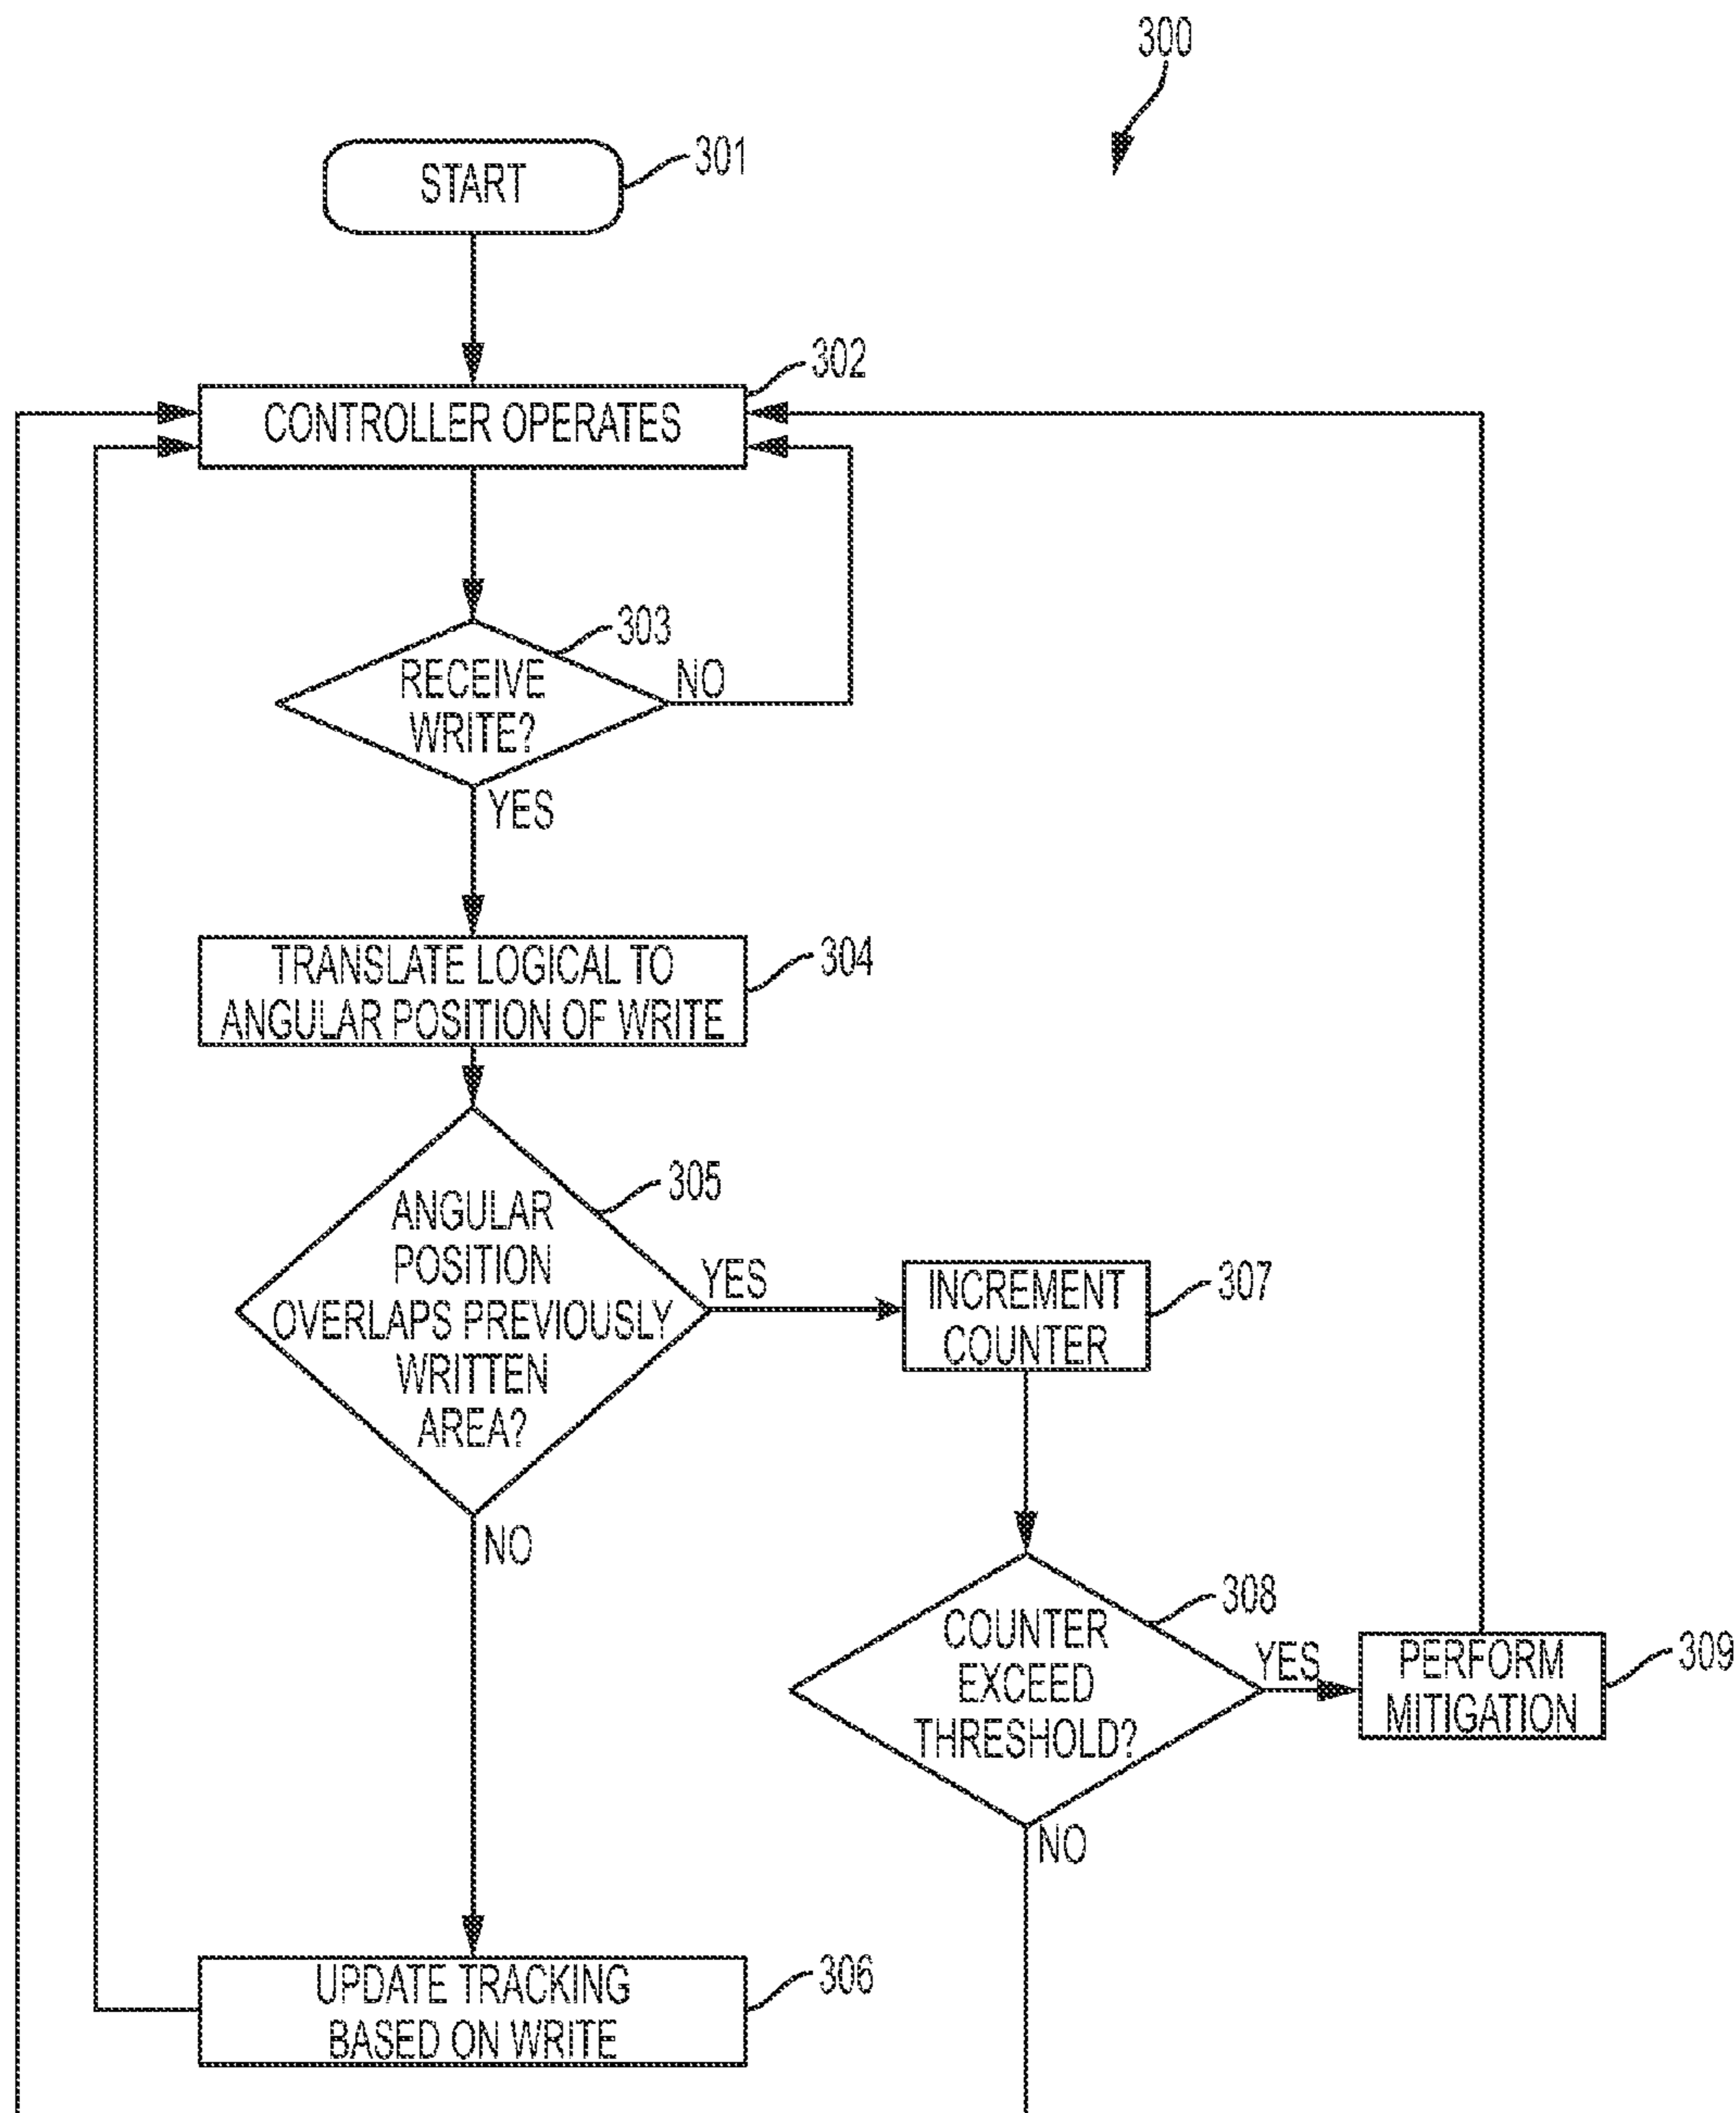 300
START
301
302
CONTROLLER OPERATES
303
RECEIVE
WRITE?
NO
YES
TRANSLATE LOGICAL TO
ANGULAR POSITION OF WRITE
304
305
ANGULAR
POSITION
OVERLAPS PREVIOUSLY
WRITTEN
AREA?
YES
INCREMENT
COUNTER
307
NO
308
COUNTER
EXCEED
THRESHOLD?
YES
PERFORM
MITIGATION
309
NO
UPDATE TRACKING
BASED ON WRITE
306